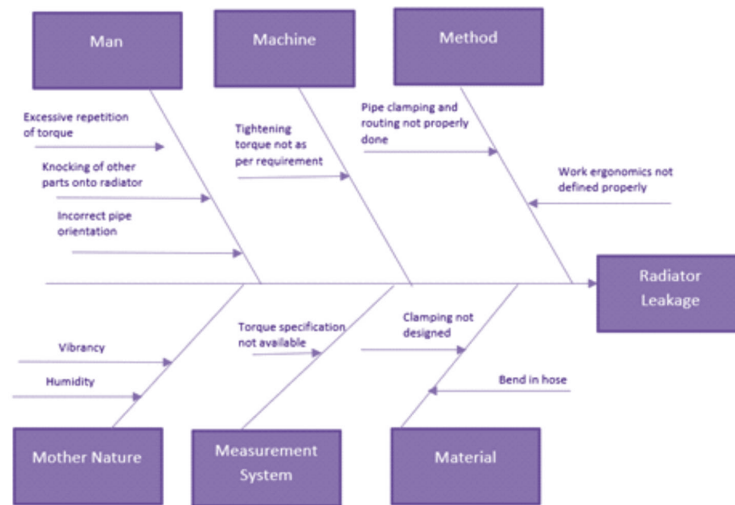 Man
Machine
Method
Excessive repetition
of torque
Knocking of other
parts onto radiator
Incorrect pipe
orientation
Tightening
torque not as
per requirement
Pipe clamping and
routing not properly
done
Work ergonomics not
defined properly
Radiator
Leakage
Vibrancy
Humidity
Torque specification
not available
Clamping not
designed
Bend in hose
Mother Nature
Measurement
System
Material